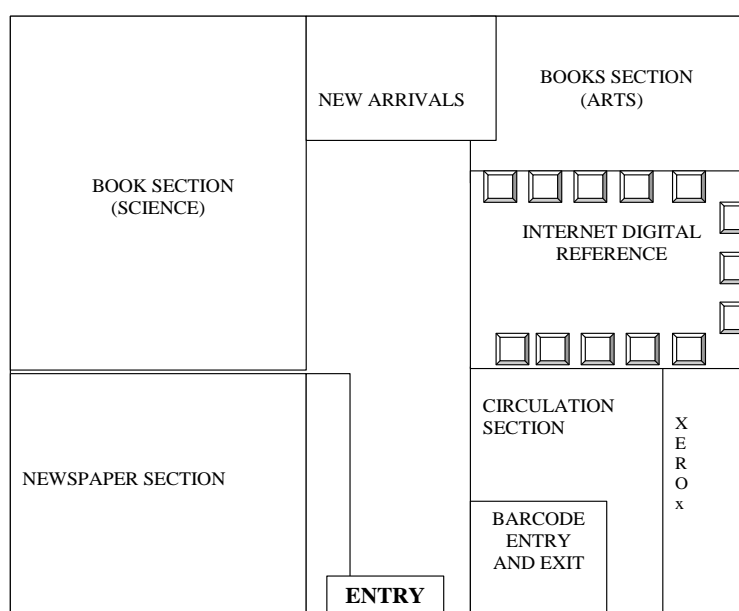 NEW ARRIVALS
BOOKS SECTION
(ARTS)
BOOK SECTION
(SCIENCE)
INTERNET DIGITAL
REFERENCE
CIRCULATION
SECTION
X
E
R
O
x
NEWSPAPER SECTION
BARCODE
ENTRY
AND EXIT
ENTRY